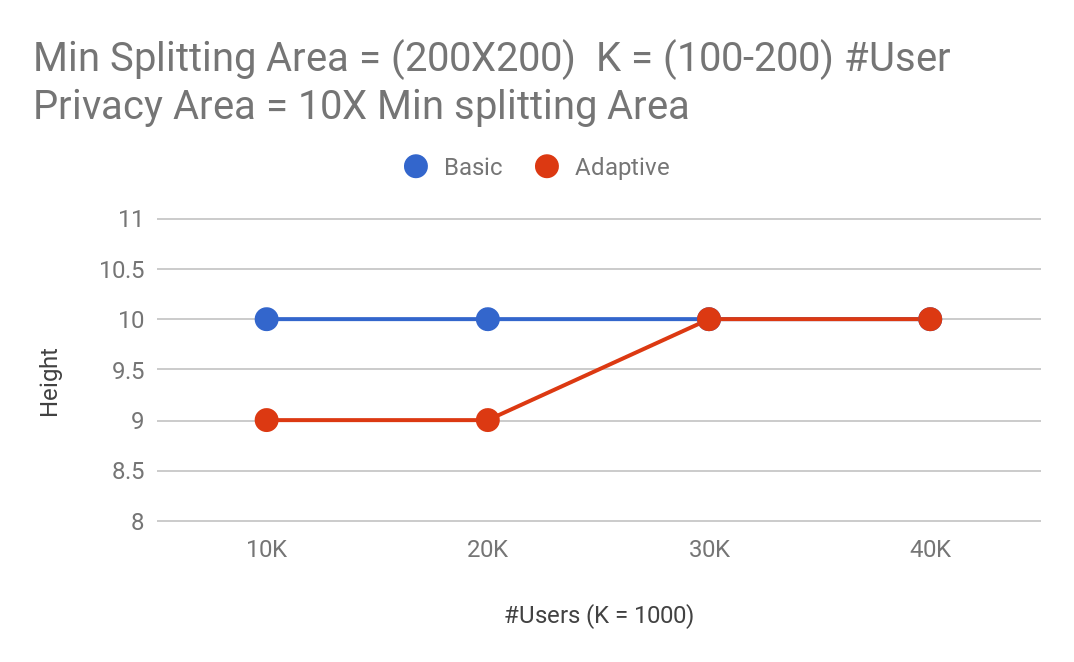 Min Splitting Area = (200X200)  K = (100-200) #User
Privacy Area = 10X Min splitting Area
Basic
Adaptive
11
10.5
10
9.5
9
8.5
8
Height
10K
20K
30K
40K
#Users (K = 1000)